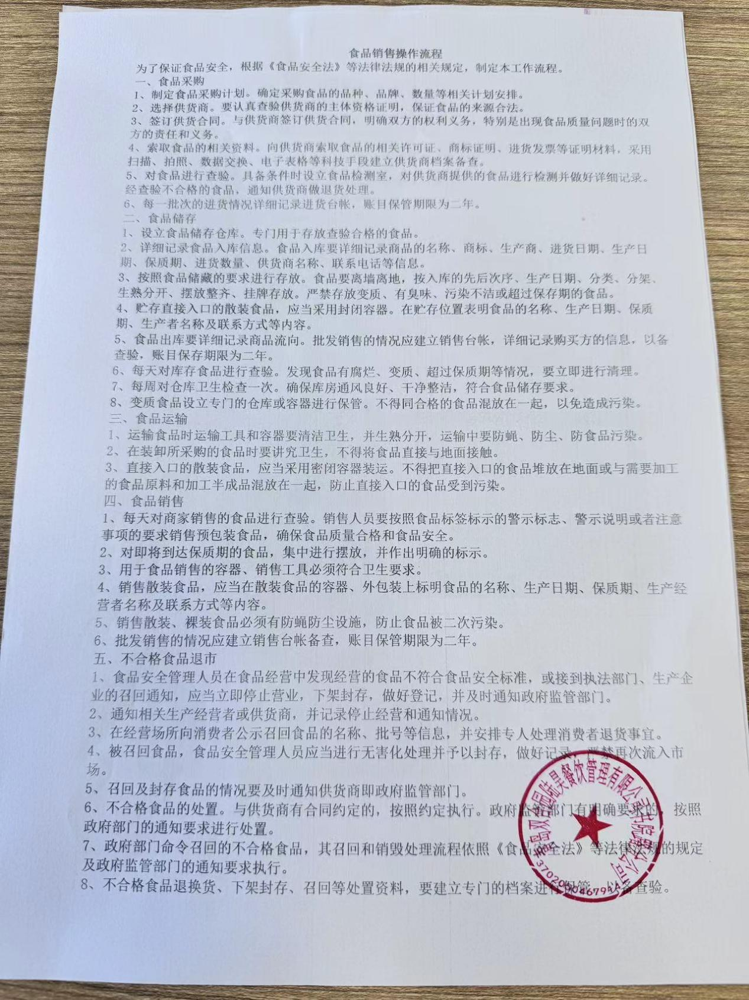 食品销售操作流程
为了保证食品安全，根据《食品安全法》等法律法规的相关规定，制定本工作流程。
一、食品采购
1、制定食品采购计划。确定采购食品的品种、品牌、数量等相关计划安排。
2、选择供货商。要认真查验供货商的主体资格证明，保证食品的来源合法。
3、签订供货合同。与供货商签订供货合同，明确双方的权利义务，特别是出现食品质量问题时的双
方的责任和义务。
4、索取食品的相关资料。向供货商索取食品的相关许可证、商标证明、进货发票等证明材料，采用
扫描、拍照、数据交换、电子表格等科技手段建立供货商档案备查。
5、对食品进行查验。具备条件时设立食品检测室，对供货商提供的食品进行检测并做好详细记录。
经查验不合格的食品，通知供货商做退货处理。
6、每一批次的进货情况详细记录进货台帐，账目保管期限为二年。
二、食品储存
1、设立食品储存仓库。专门用于存放查验合格的食品。
2、详细记录食品入库信息。食品入库要详细记录商品的名称、商标、生产商、进货日期、生产日
期、保质期、进货数量、供货商名称、联系电话等信息。
3、按照食品储藏的要求进行存放。食品要离墙离地，按入库的先后次序、生产日期、分类、分架、
生熟分开、摆放整齐、挂牌存放。严禁存放变质、有臭味、污染不洁或超过保存期的食品。
4、贮存直接入口的散装食品，应当采用封闭容器。在贮存位置表明食品的名称、生产日期、保质
期、生产者名称及联系方式等内容。
5、食品出库要详细记录商品流向。批发销售的情况应建立销售台帐，详细记录购买方的信息，以备
查验，账目保存期限为二年。
6、每天对库存食品进行查验。发现食品有腐烂、变质、超过保质期等情况，要立即进行清理。
7、每周对仓库卫生检查一次。确保库房通风良好、干净整洁，符合食品储存要求。
8、变质食品设立专门的仓库或容器进行保管。不得同合格的食品混放在一起，以免造成污染。
三、食品运输
1、运输食品时运输工具和容器要清洁卫生，并生熟分开，运输中要防蝇、防尘、防食品污染。
2、在装卸所采购的食品时要讲究卫生，不得将食品直接与地面接触。
3、直接入口的散装食品，应当采用密闭容器装运。不得把直接入口的食品堆放在地面或与需要加工
的食品原料和加工半成品混放在一起，防止直接入口的食品受到污染。
四、食品销售
1、每天对商家销售的食品进行查验。销售人员要按照食品标签标示的警示标志、警示说明或者注意
事项的要求销售预包装食品，确保食品质量合格和食品安全。
2、对即将到达保质期的食品，集中进行摆放，并作出明确的标示。
3、用于食品销售的容器、销售工具必须符合卫生要求。
4、销售散装食品，应当在散装食品的容器、外包装上标明食品的名称、生产日期、保质期、生产经
营者名称及联系方式等内容。
5、销售散装、裸装食品必须有防蝇防尘设施，防止食品被二次污染。
6、批发销售的情况应建立销售台帐备查，账目保管期限为二年。
五、不合格食品退市
1、食品安全管理人员在食品经营中发现经营的食品不符合食品安全标准，或接到执法部门、生产企
业的召回通知，应当立即停止营业，下架封存，做好登记，并及时通知政府监管部门。
2、通知相关生产经营者或供货商，并记录停止经营和通知情况。
3、在经营场所向消费者公示召回食品的名称、批号等信息，并安排专人处理消费者退货事宜。
4、被召回食品，食品安全管理人员应当进行无害化处理并予以封存，做好记录，严禁再次流入市
场。
5、召回及封存食品的情况要及时通知供货商即政府监管部门。
6、不合格食品的处置。与供货商有合同约定的，按照约定执行。政府监管部门有明确要求的，按照
政府部门的通知要求进行处置。
7、政府部门命令召回的不合格食品，其召回和销毁处理流程依照《食品安全法》等法律法规的规定
及政府监管部门的通知要求执行。
8、不合格食品退换货、下架封存、召回等处置资料，要建立专门的档案进行保管，以备查验。